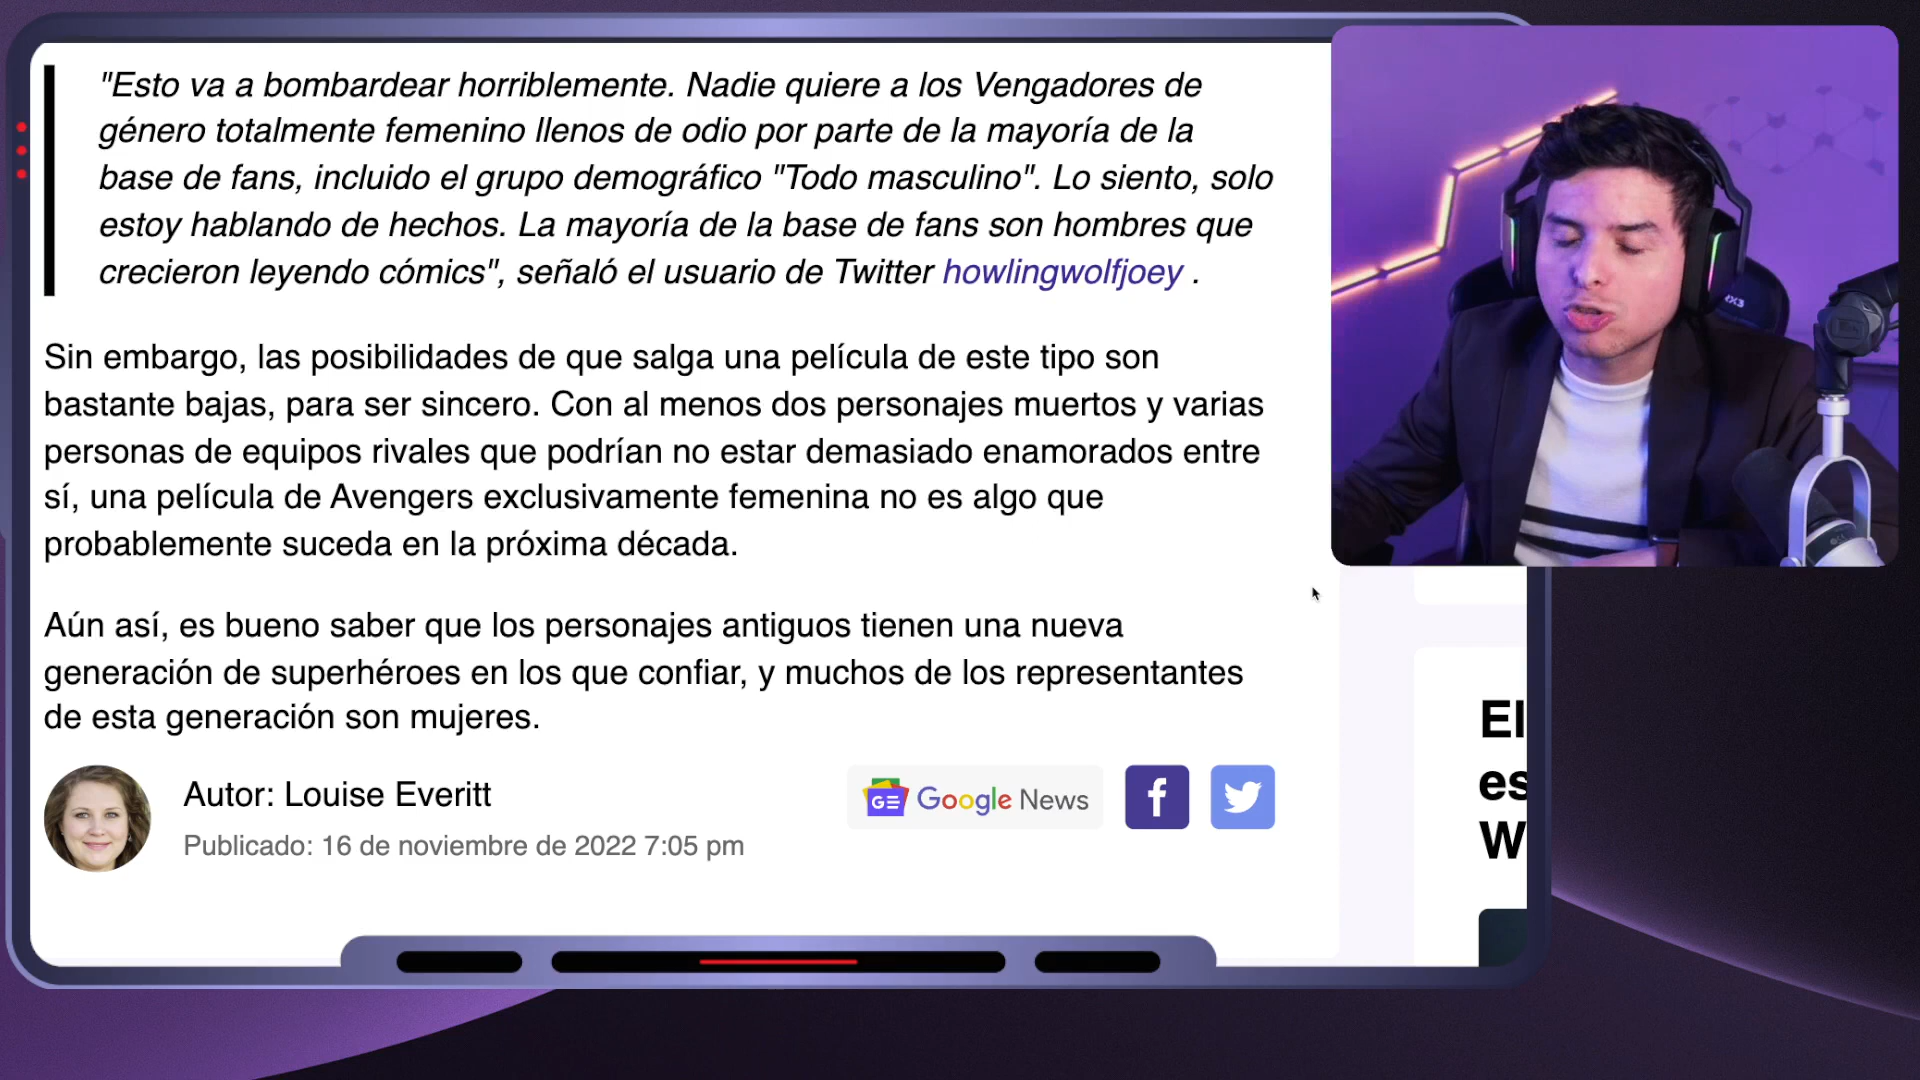 "Esto va a bombardear horriblemente. Nadie quiere a los Vengadores de
género totalmente femenino llenos de odio por parte de la mayoría de la
base de fans, incluido el grupo demográfico "Todo masculino". Lo siento, solo
estoy hablando de hechos. La mayoría de la base de fans son hombres que
crecieron leyendo cómics", señaló el usuario de Twitter howlingwolfjoey .
Sin embargo, las posibilidades de que salga una película de este tipo son
bastante bajas, para ser sincero. Con al menos dos personajes muertos y varias
personas de equipos rivales que podrían no estar demasiado enamorados entre
sí, una película de Avengers exclusivamente femenina no es algo que
probablemente suceda en la próxima década.
Aún así, es bueno saber que los personajes antiguos tienen una nueva
generación de superhéroes en los que confiar, y muchos de los representantes
de esta generación son mujeres.
Autor: Louise Everitt
Publicado: 16 de noviembre de 2022 7:05 pm
GE Google News
f
El
es
W